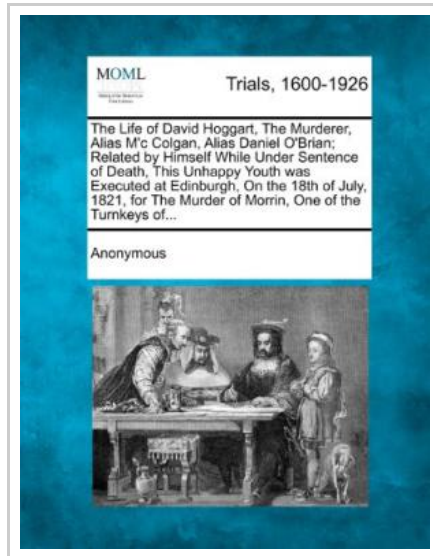 MOML
Trials, 1600-1926
The Life of David Hoggart, The Murderer,
Alias M'c Colgan, Alias Daniel O'Brian;
Related by Himself While Under Sentence
of Death, This Unhappy Youth was
Executed at Edinburgh, On the 18th of July,
1821, for The Murder of Morrin, One of the
Turnkeys of...
Anonymous